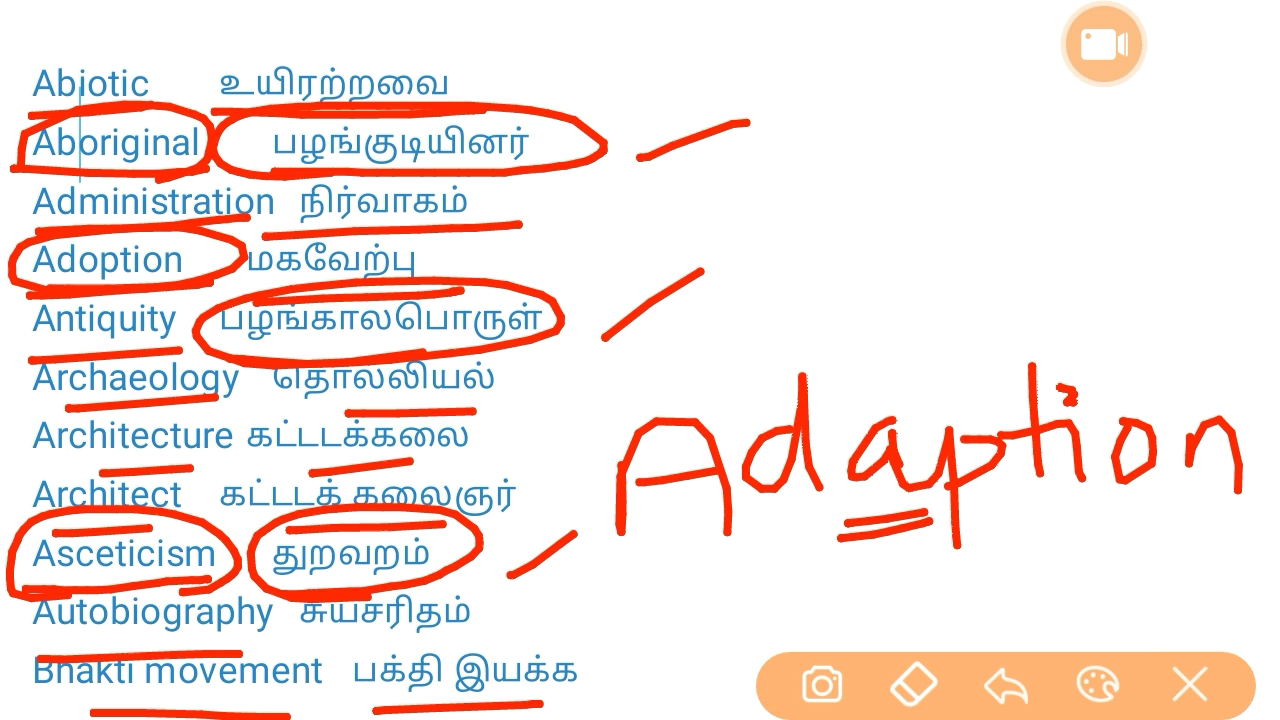 Abiotic உயிரற்றவை
Aboriginal பழங்குடியினர்
Administration நிர்வாகம்
Adoption மகவேற்பு
Antiquity பழங்காலபொருள்
Archaeology தொலலியல்
Architecture கட்டடக்கலை
Architect கட்டடக் கலைஞர்
Asceticism துறவறம்
Autobiography சுயசரிதம்
Bhakti movement பக்தி இயக்க
Adaption